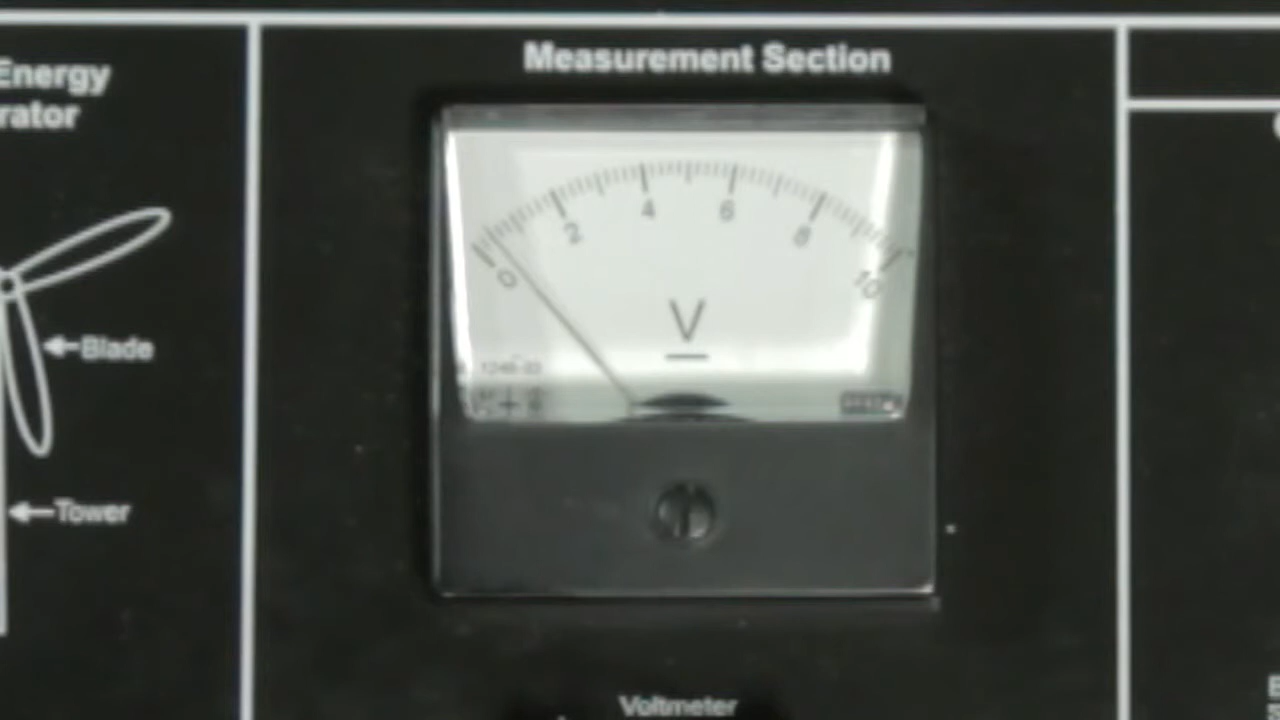 Energy
rator
Measurement Section
0 2 4 6 8 10
V
Blade
Tower
Voltmeter